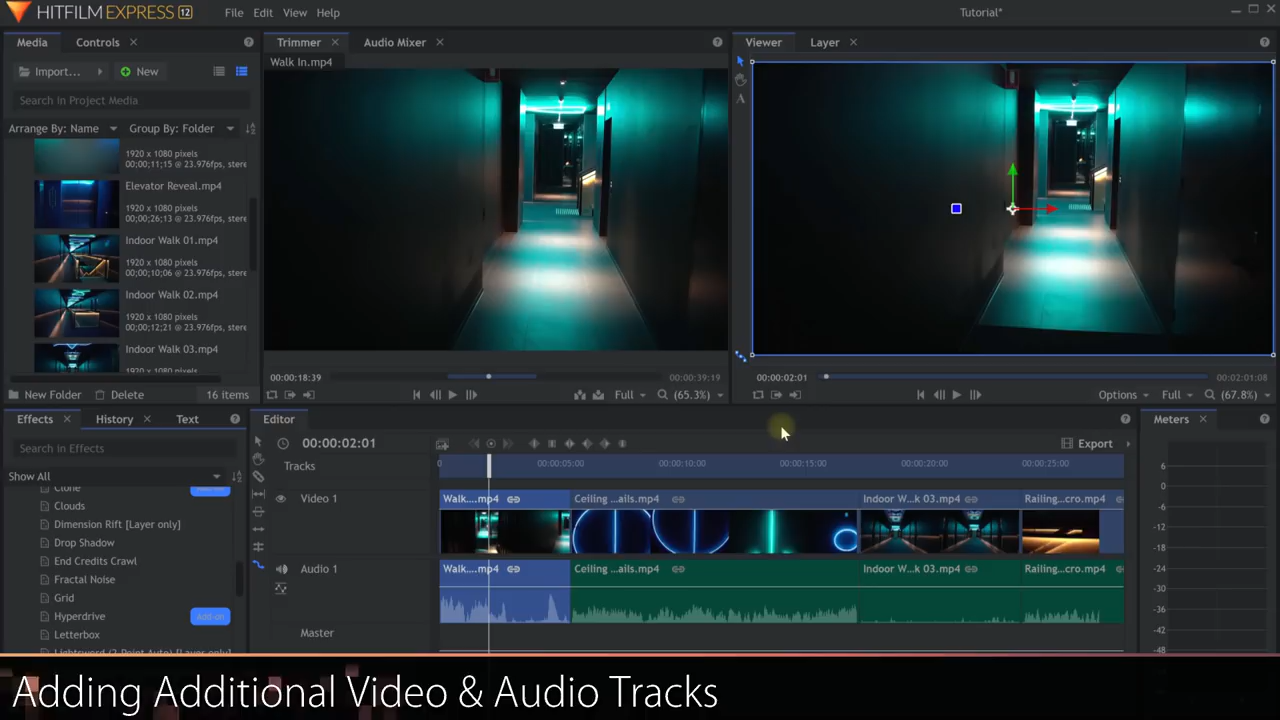 HITFILM EXPRESS 12
File Edit View Help
Tutorial*
Media Controls
Import... New
Search in Project Media
Arrange By: Name Group By: Folder
1920 x 1080 pixels
00;00;11;15 @ 23.976fps, stere
Elevator Reveal.mp4
1920 x 1080 pixels
00;00;26;13 @ 23.976fps, stere
Indoor Walk 01.mp4
1920 x 1080 pixels
00;00;10;06 @ 23.976fps, stere
Indoor Walk 02.mp4
1920 x 1080 pixels
00;00;12;21 @ 23.976fps, stere
Indoor Walk 03.mp4
New Folder Delete 16 items
Trimmer Audio Mixer
Walk In.mp4
00:00:18:39 00:00:39:19
Full (65.3%)
Viewer Layer
00:00:02:01 00:02:01:08
Options Full (67.8%)
Effects History Text
Search in Effects
Show All
Clone Add-on
Clouds
Dimension Rift [Layer only]
Drop Shadow
End Credits Crawl
Fractal Noise
Grid
Hyperdrive Add-on
Letterbox
Lightsword (2-Point Auto) [Layer only]
Editor
00:00:02:01 Export
Tracks 0 00:00:05:00 00:00:10:00 00:00:15:00 00:00:20:00 00:00:25:00
Video 1 Walk....mp4 Ceiling ...ails.mp4 Indoor W...k 03.mp4 Railing...cro.mp4
Audio 1 Walk....mp4 Ceiling ...ails.mp4 Indoor W...k 03.mp4 Railing...cro.mp4
Master
Meters
6
0
-6
-12
-18
-24
-30
-36
-42
-48
Adding Additional Video & Audio Tracks